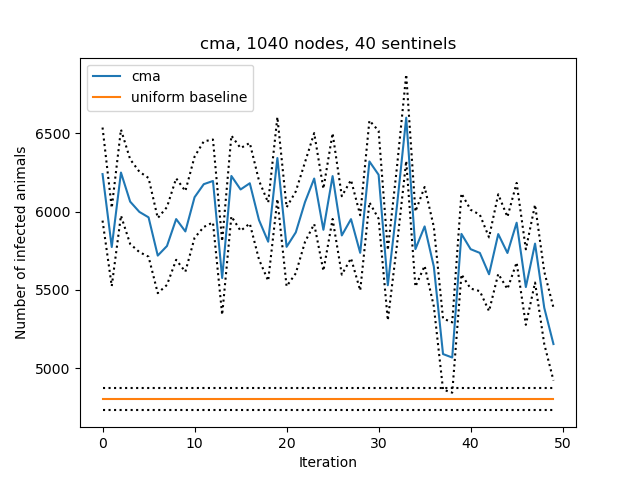 cma, 1040 nodes, 40 sentinels
cma
uniform baseline
6500
6000
5500
5000
Number of infected animals
0 10 20 30 40 50
Iteration